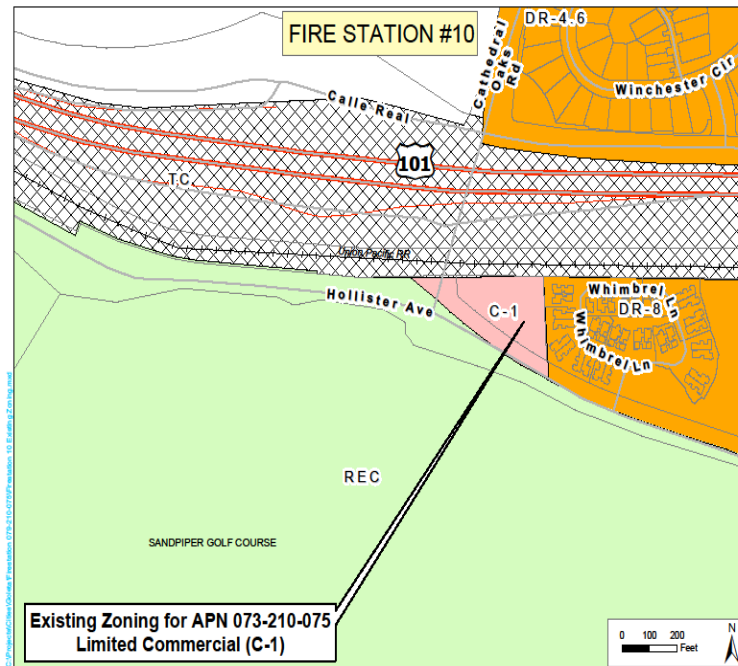 FIRE STATION #10
DR-4.6
Cathedral
Oaks
Rd
Winchester Cir
Calle Real
101
TC
Union Pacific RR
Hollister Ave
C-1
Whimbrel Ln
DR-8
Whimbrel Ln
REC
SANDPIPER GOLF COURSE
Existing Zoning for APN 073-210-075
Limited Commercial (C-1)
0 100 200
Feet
N